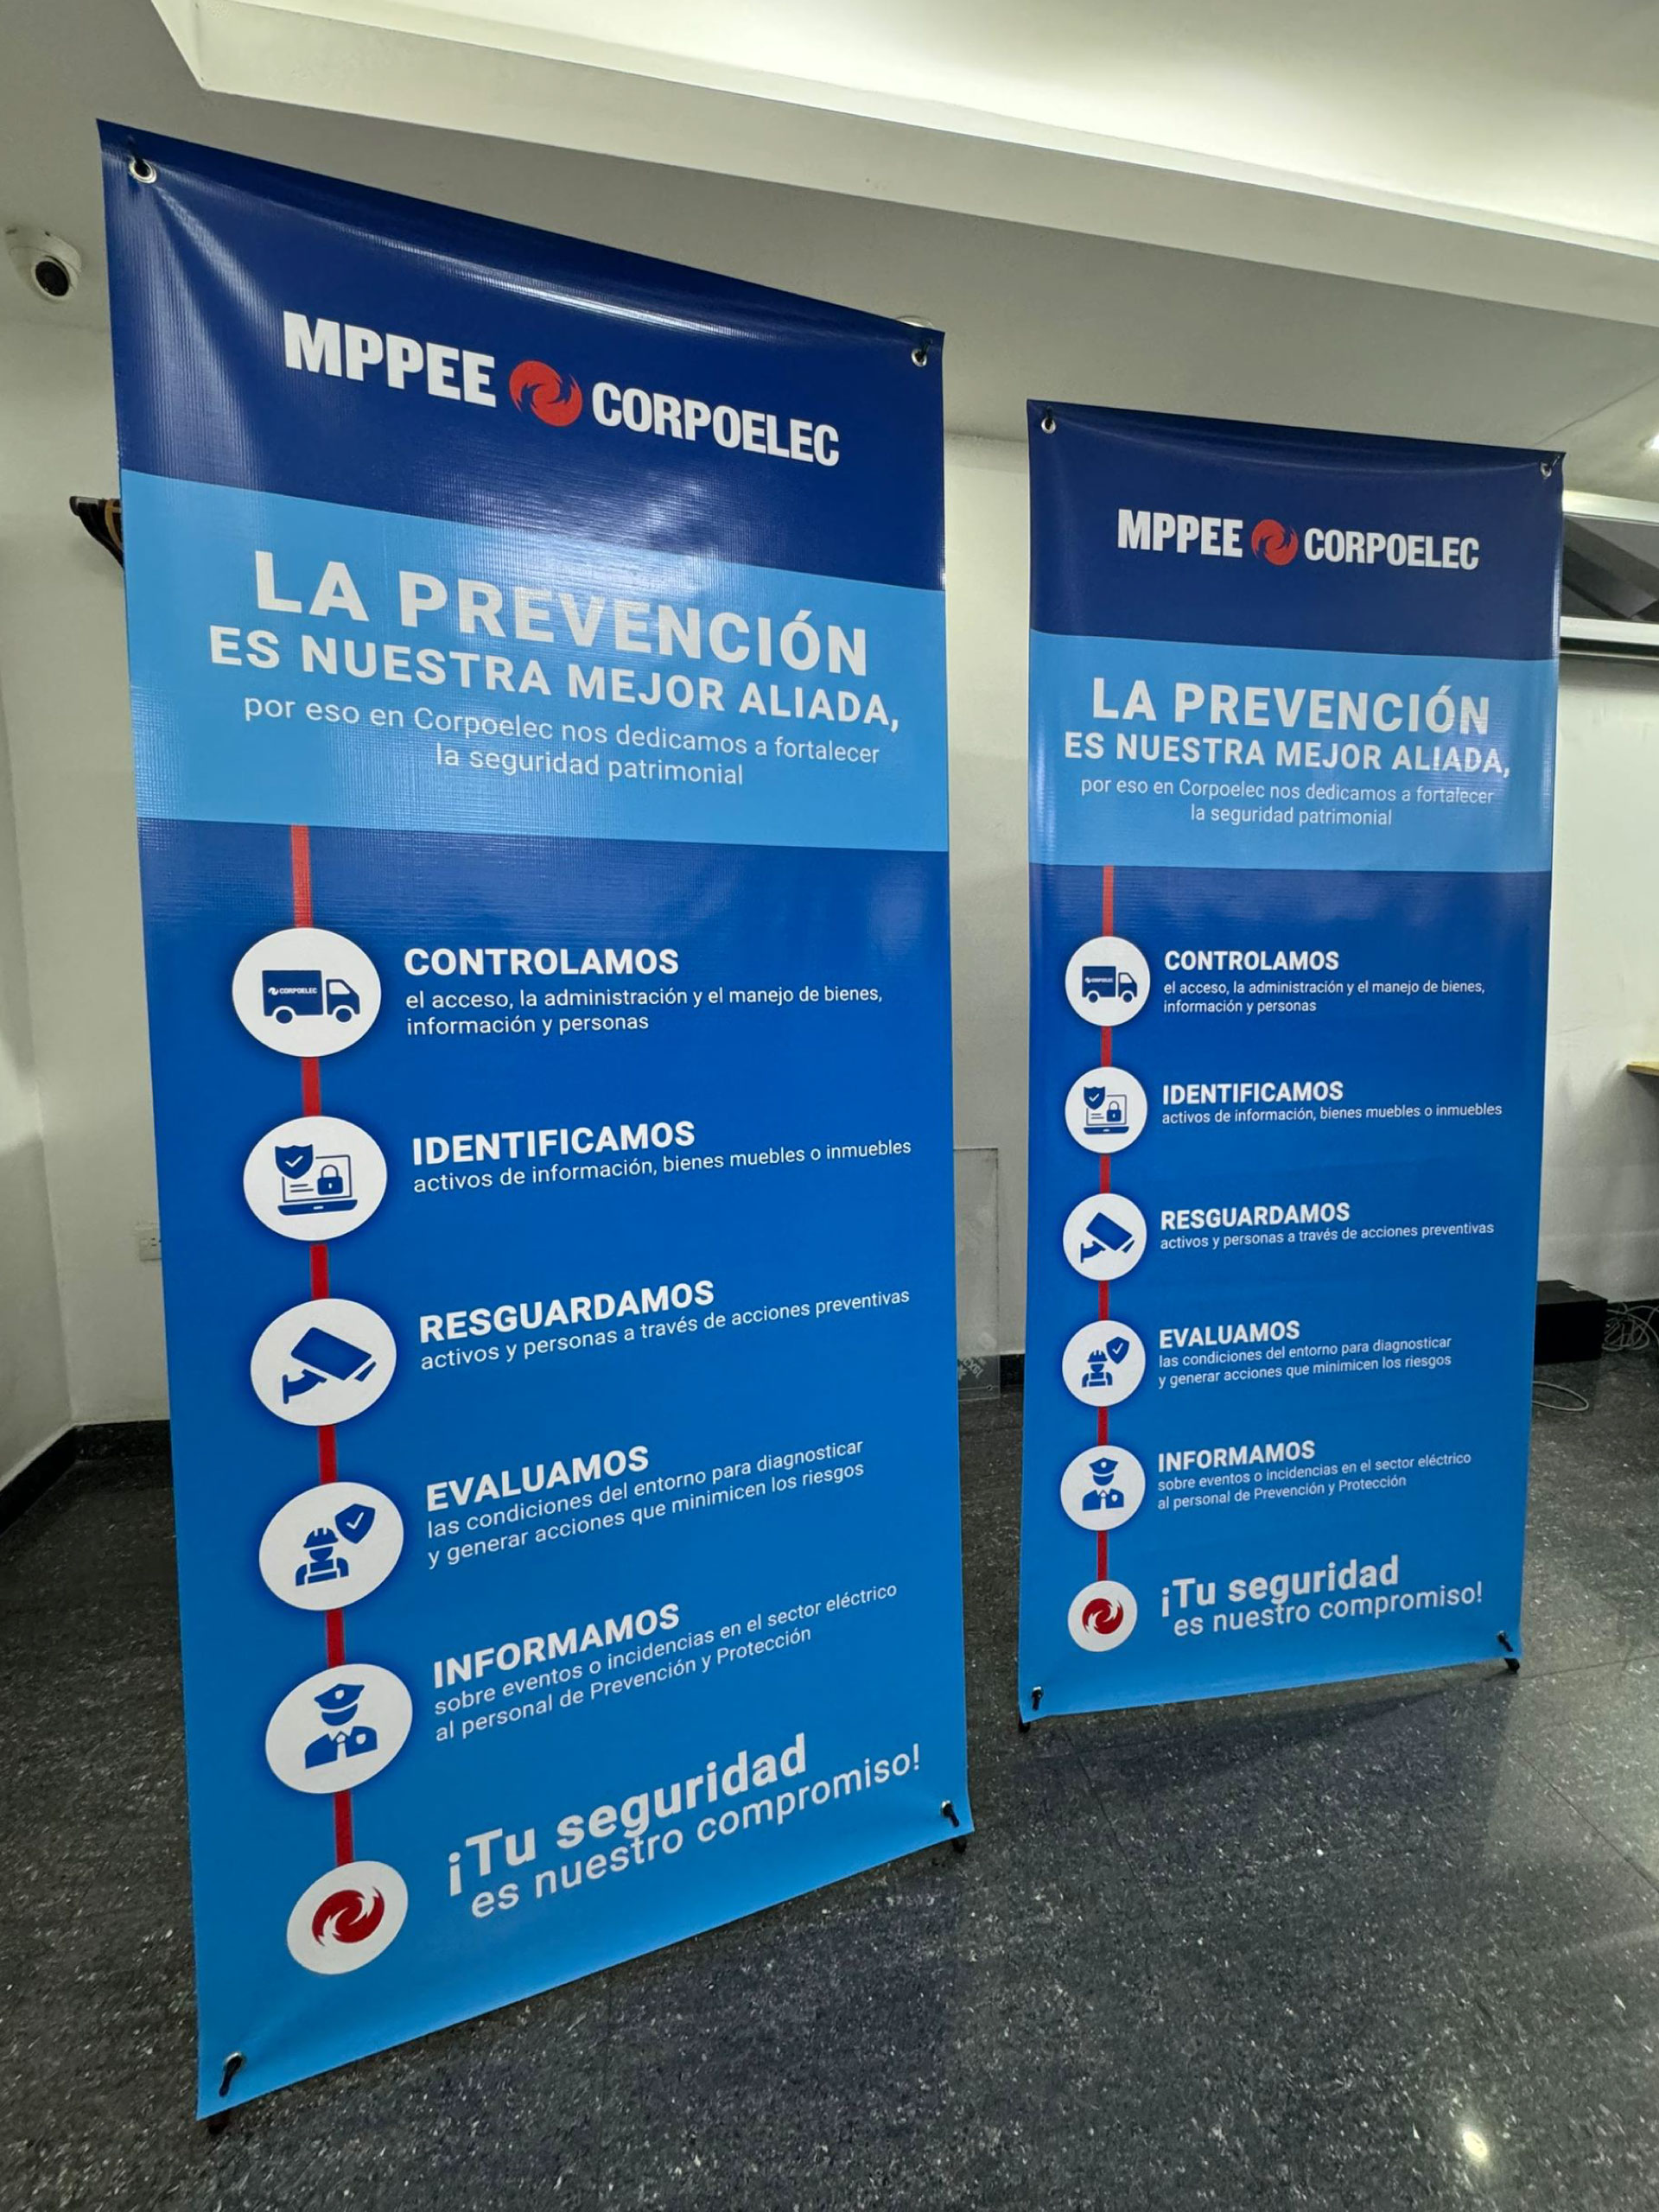 MPPEE CORPOELEC
LA PREVENCIÓN
ES NUESTRA MEJOR ALIADA,
por eso en Corpoelec nos dedicamos a fortalecer
la seguridad patrimonial
CORPOELEC
CONTROLAMOS
el acceso, la administración y el manejo de bienes,
información y personas
IDENTIFICAMOS
activos de información, bienes muebles o inmuebles
RESGUARDAMOS
activos y personas a través de acciones preventivas
EVALUAMOS
las condiciones del entorno para diagnosticar
y generar acciones que minimicen los riesgos
INFORMAMOS
sobre eventos o incidencias en el sector eléctrico
al personal de Prevención y Protección
¡Tu seguridad
es nuestro compromiso!
MPPEE CORPOELEC
LA PREVENCIÓN
ES NUESTRA MEJOR ALIADA,
por eso en Corpoelec nos dedicamos a fortalecer
la seguridad patrimonial
CORPOELEC
CONTROLAMOS
el acceso, la administración y el manejo de bienes,
información y personas
IDENTIFICAMOS
activos de información, bienes muebles o inmuebles
RESGUARDAMOS
activos y personas a través de acciones preventivas
EVALUAMOS
las condiciones del entorno para diagnosticar
y generar acciones que minimicen los riesgos
INFORMAMOS
sobre eventos o incidencias en el sector eléctrico
al personal de Prevención y Protección
¡Tu seguridad
es nuestro compromiso!